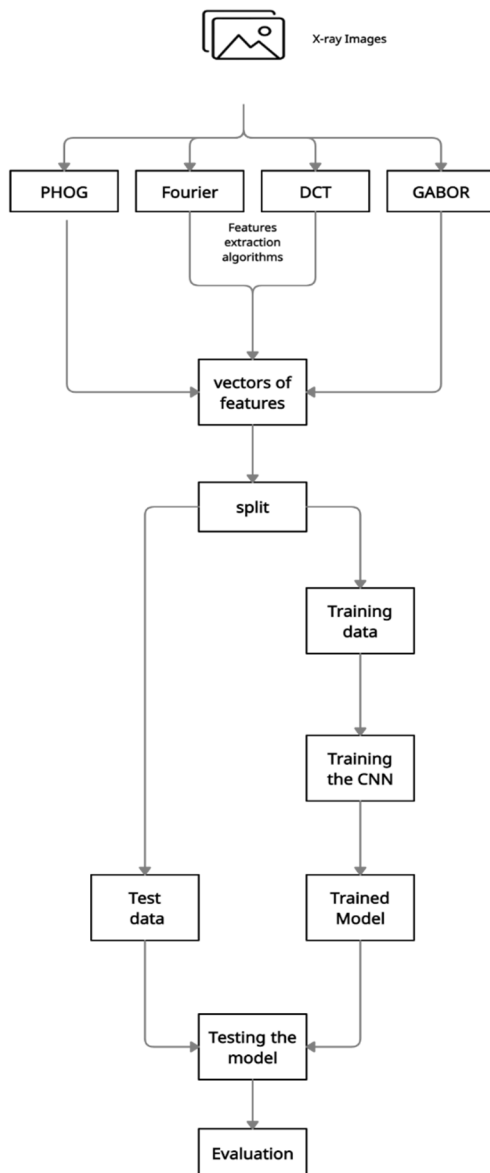 X-ray Images
PHOG
Fourier
DCT
GABOR
Features
extraction
algorithms
vectors of
features
split
Training
data
Training
the CNN
Test
data
Trained
Model
Testing the
model
Evaluation